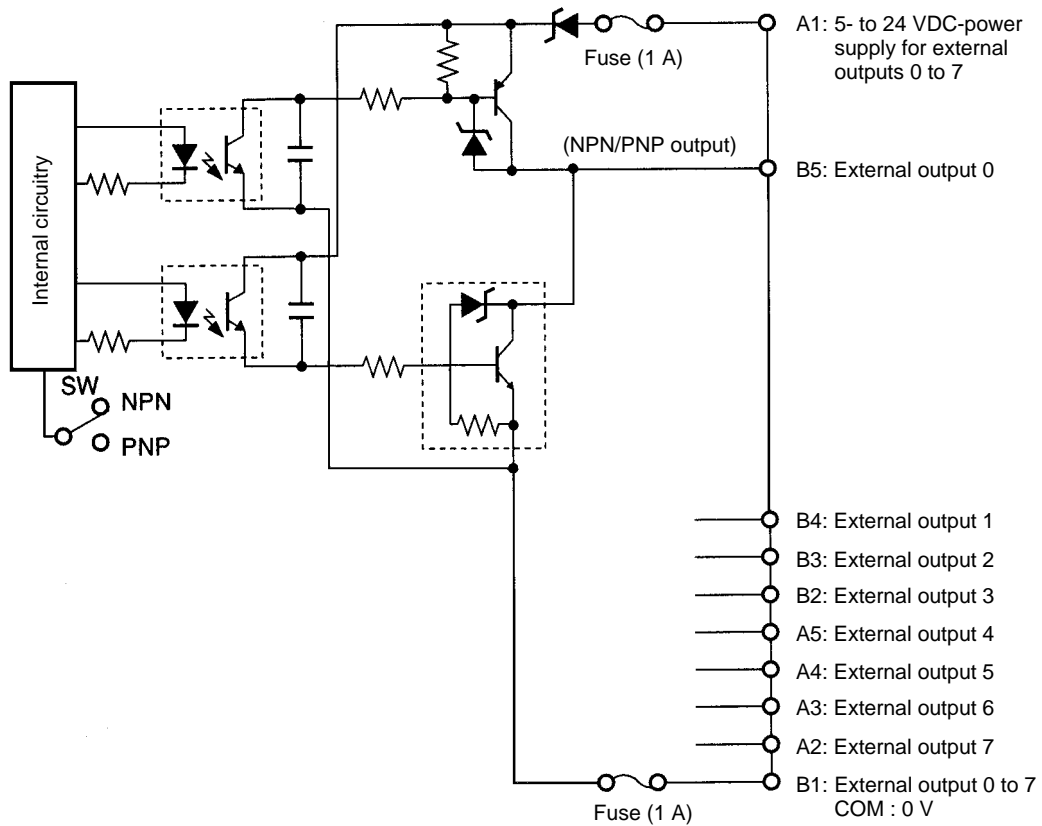 A1: 5- to 24 VDC-power
supply for external
outputs 0 to 7
Fuse (1 A)
(NPN/PNP output)
B5: External output 0
Internal circuitry
SW
NPN
PNP
B4: External output 1
B3: External output 2
B2: External output 3
A5: External output 4
A4: External output 5
A3: External output 6
A2: External output 7
B1: External output 0 to 7
COM : 0 V
Fuse (1 A)